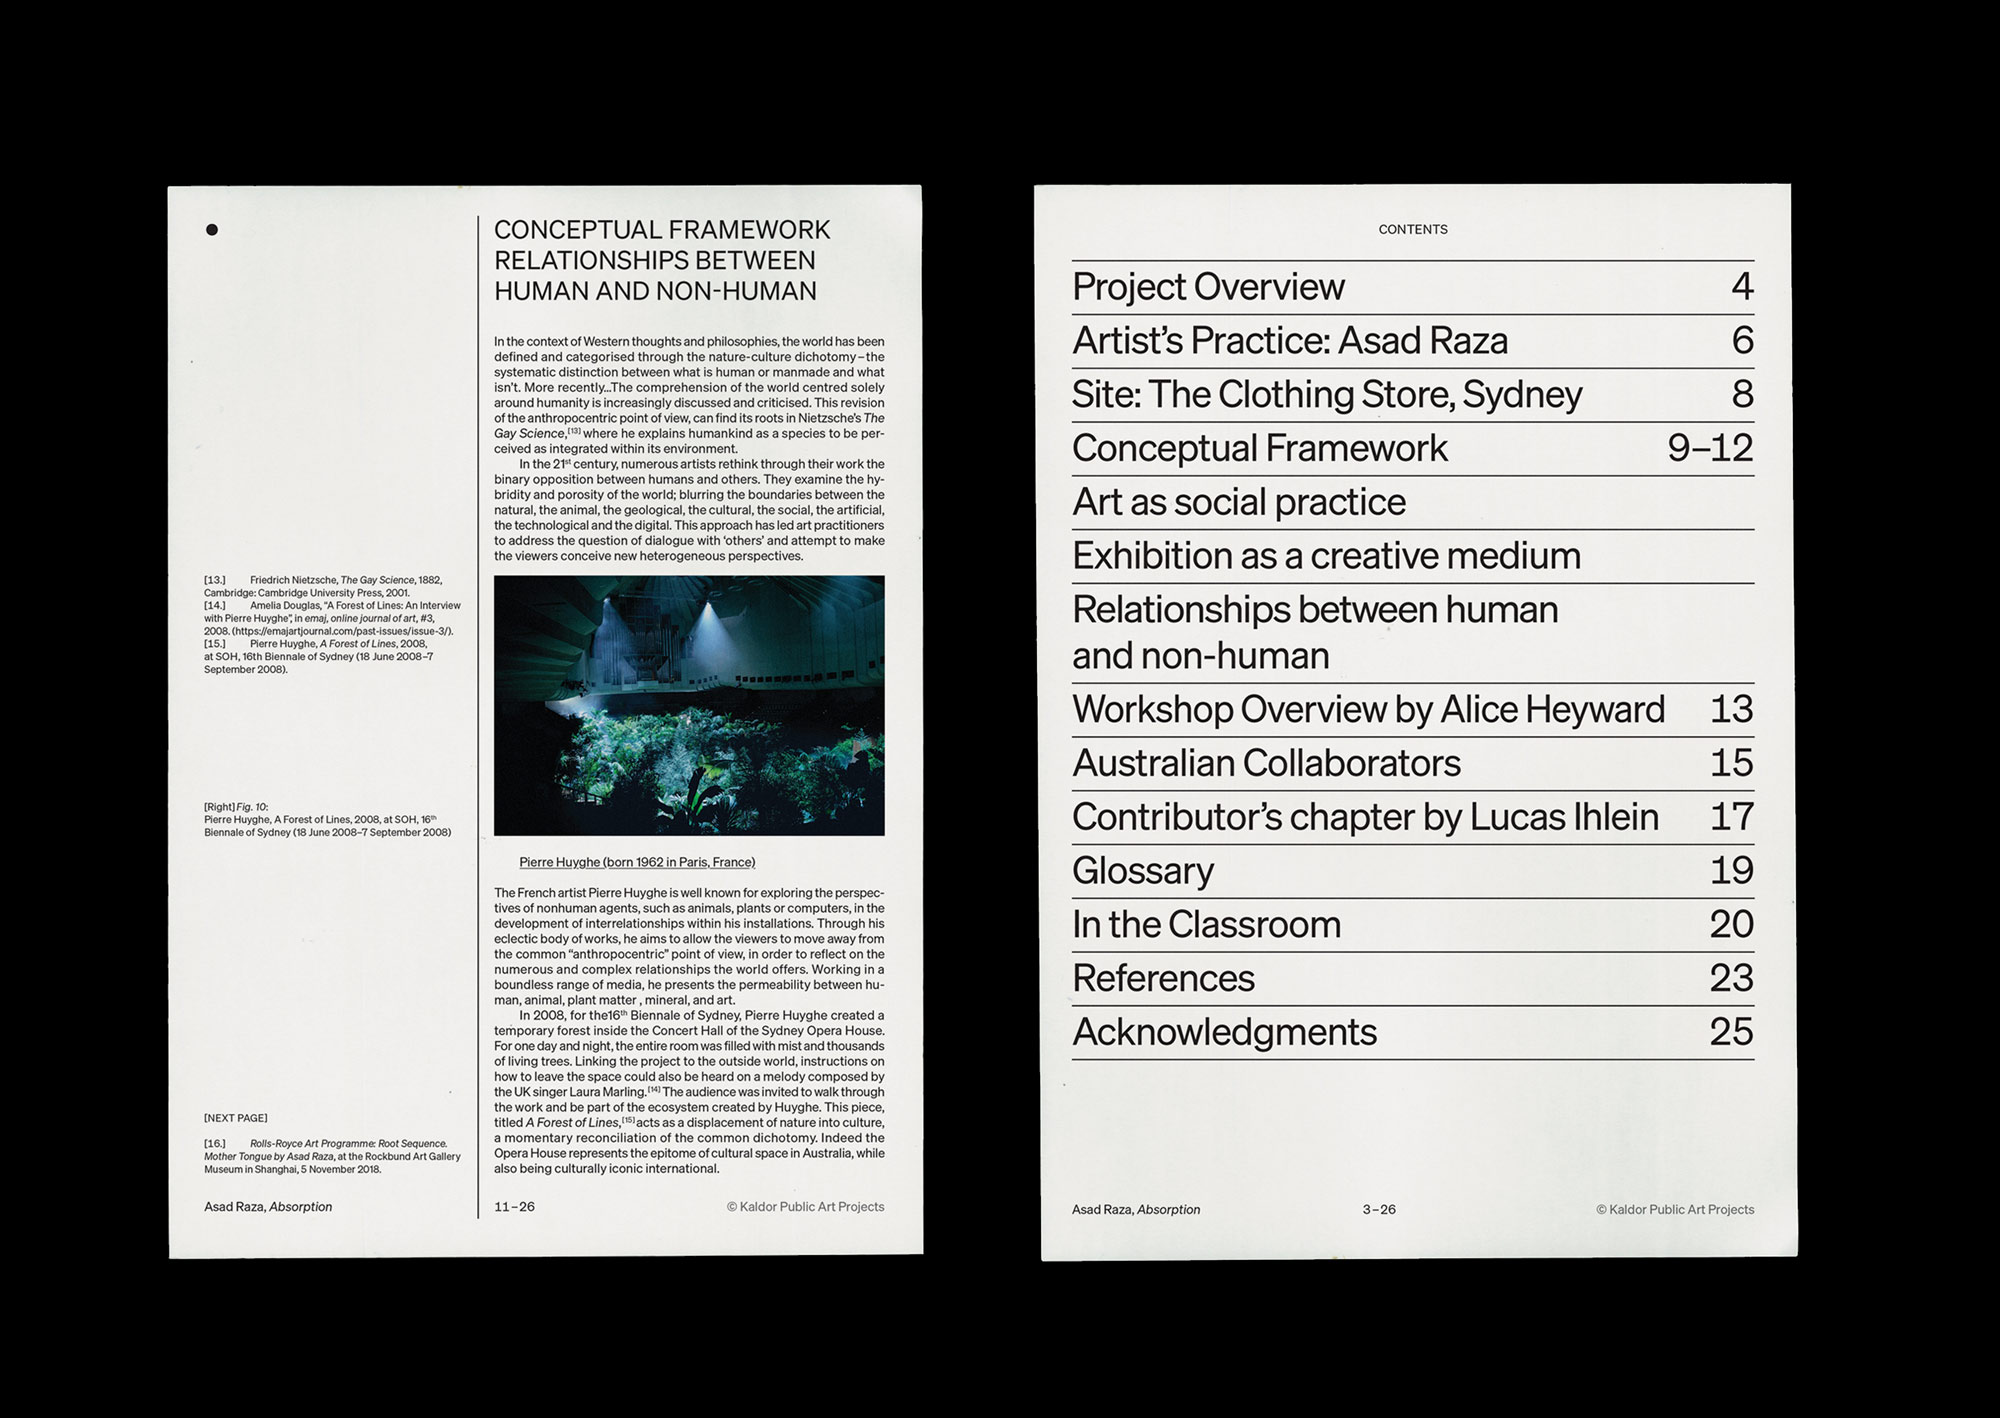 CONCEPTUAL FRAMEWORK
RELATIONSHIPS BETWEEN
HUMAN AND NON-HUMAN
In the context of Western thoughts and philosophies, the world has been
defined and categorised through the nature-culture dichotomy – the
systematic distinction between what is human or manmade and what
isn't. More recently...The comprehension of the world centred solely
around humanity is increasingly discussed and criticised. This revision
of the anthropocentric point of view, can find its roots in Nietzsche's The
Gay Science,[13] where he explains humankind as a species to be per-
ceived as integrated within its environment.
In the 21st century, numerous artists rethink through their work the
binary opposition between humans and others. They examine the hy-
bridity and porosity of the world; blurring the boundaries between the
natural, the animal, the geological, the cultural, the social, the artificial,
the technological and the digital. This approach has led art practitioners
to address the question of dialogue with ‘others’ and attempt to make
the viewers conceive new heterogeneous perspectives.
[13.] Friedrich Nietzsche, The Gay Science, 1882,
Cambridge: Cambridge University Press, 2001.
[14.] Amelia Douglas, “A Forest of Lines: An Interview
with Pierre Huyghe”, in emaj, online journal of art, #3,
2008. (https://emajartjournal.com/past-issues/issue-3/).
[15.] Pierre Huyghe, A Forest of Lines, 2008,
at SOH, 16th Biennale of Sydney (18 June 2008–7
September 2008).
[Right] Fig. 10:
Pierre Huyghe, A Forest of Lines, 2008, at SOH, 16th
Biennale of Sydney (18 June 2008–7 September 2008)
Pierre Huyghe (born 1962 in Paris, France)
The French artist Pierre Huyghe is well known for exploring the perspec-
tives of nonhuman agents, such as animals, plants or computers, in the
development of interrelationships within his installations. Through his
eclectic body of works, he aims to allow the viewers to move away from
the common “anthropocentric” point of view, in order to reflect on the
numerous and complex relationships the world offers. Working in a
boundless range of media, he presents the permeability between hu-
man, animal, plant matter , mineral, and art.
In 2008, for the16th Biennale of Sydney, Pierre Huyghe created a
temporary forest inside the Concert Hall of the Sydney Opera House.
For one day and night, the entire room was filled with mist and thousands
of living trees. Linking the project to the outside world, instructions on
how to leave the space could also be heard on a melody composed by
the UK singer Laura Marling.[14] The audience was invited to walk through
the work and be part of the ecosystem created by Huyghe. This piece,
titled A Forest of Lines,[15] acts as a displacement of nature into culture,
a momentary reconciliation of the common dichotomy. Indeed the
Opera House represents the epitome of cultural space in Australia, while
also being culturally iconic international.
[NEXT PAGE]
[16.] Rolls-Royce Art Programme: Root Sequence.
Mother Tongue by Asad Raza, at the Rockbund Art Gallery
Museum in Shanghai, 5 November 2018.
Asad Raza, Absorption
11–26
© Kaldor Public Art Projects
CONTENTS
Project Overview 4
Artist’s Practice: Asad Raza 6
Site: The Clothing Store, Sydney 8
Conceptual Framework 9–12
Art as social practice
Exhibition as a creative medium
Relationships between human
and non-human
Workshop Overview by Alice Heyward 13
Australian Collaborators 15
Contributor’s chapter by Lucas Ihlein 17
Glossary 19
In the Classroom 20
References 23
Acknowledgments 25
Asad Raza, Absorption
3–26
© Kaldor Public Art Projects